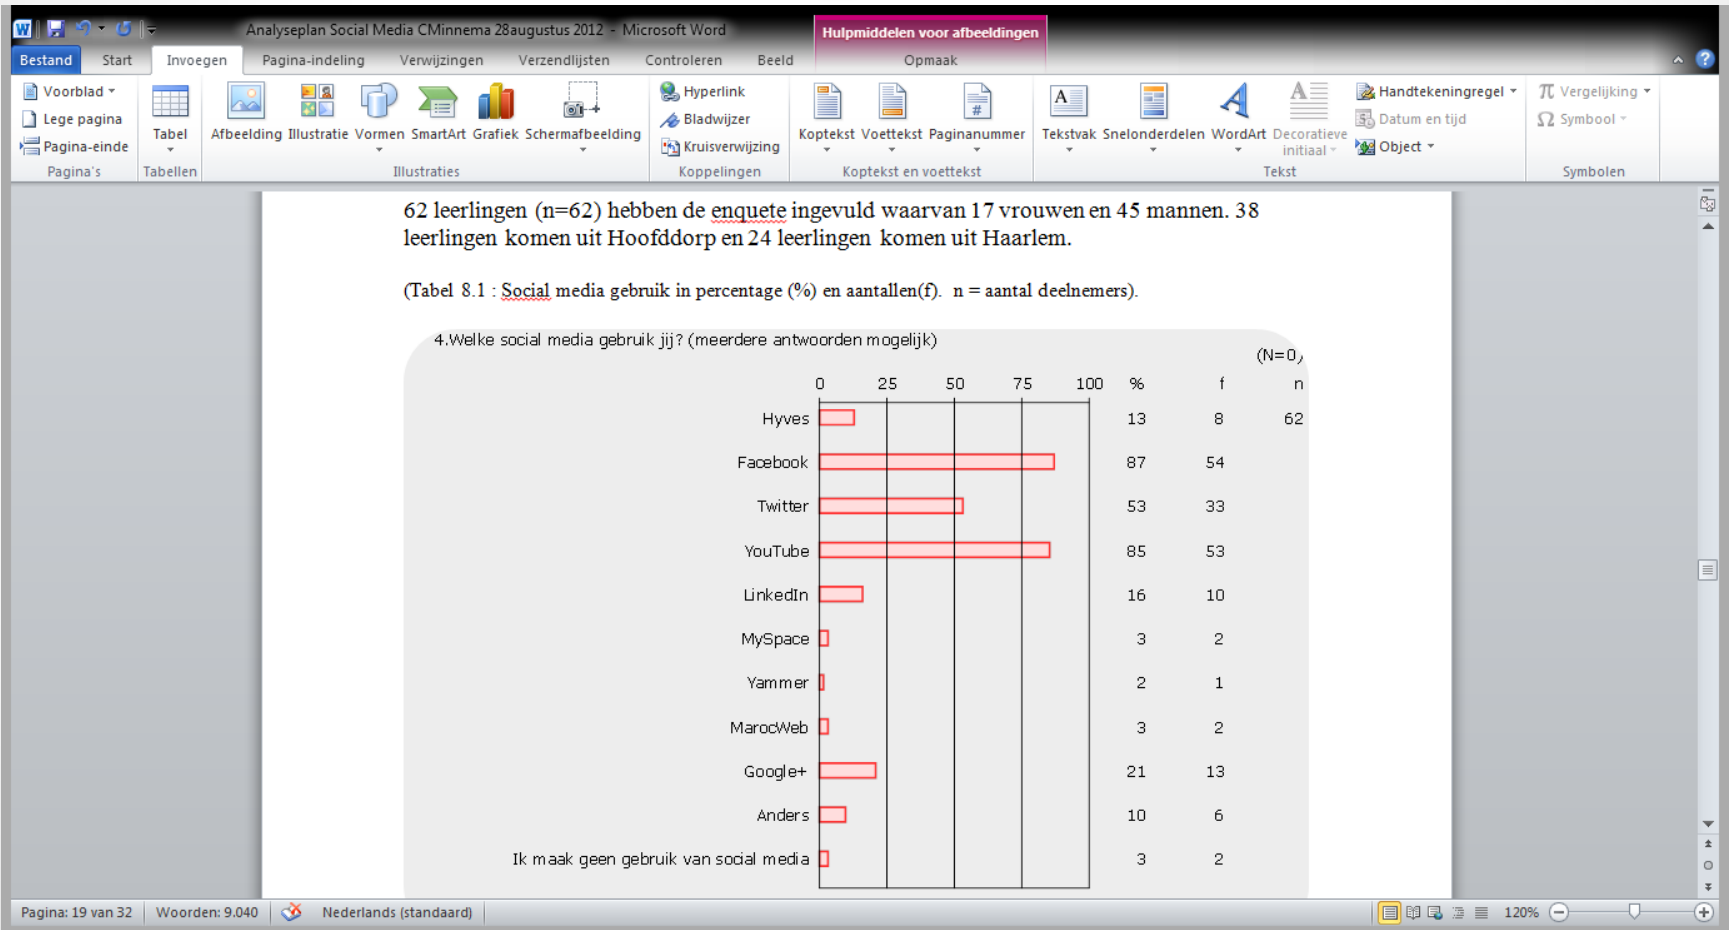 Analyseplan Social Media CMinnema 28augustus 2012 - Microsoft Word
Hulpmiddelen voor afbeeldingen
Bestand Start Invoegen Pagina-indeling Verwijzingen Verzendlijsten Controleren Beeld Opmaak
Voorblad
Lege pagina
Pagina-einde
Pagina's
Tabel
Tabellen
Afbeelding Illustratie Vormen SmartArt Grafiek Schermafbeelding
Illustraties
Hyperlink
Bladwijzer
Kruisverwijzing
Koppelingen
Koptekst Voettekst Paginanummer
Koptekst en voettekst
Tekstvak Snelonderdelen WordArt Decoratieve
initiaal
Handtekeningregel
Datum en tijd
Object
Tekst
π Vergelijking
Ω Symbool
Symbolen
62 leerlingen (n=62) hebben de enquete ingevuld waarvan 17 vrouwen en 45 mannen. 38
leerlingen komen uit Hoofddorp en 24 leerlingen komen uit Haarlem.
(Tabel 8.1 : Social media gebruik in percentage (%) en aantallen(f). n = aantal deelnemers).
4.Welke social media gebruik jij? (meerdere antwoorden mogelijk)
(N=0)
0 25 50 75 100 % f n
Hyves 13 8 62
Facebook 87 54
Twitter 53 33
YouTube 85 53
LinkedIn 16 10
MySpace 3 2
Yammer 2 1
MarocWeb 3 2
Google+ 21 13
Anders 10 6
Ik maak geen gebruik van social media 3 2
Pagina: 19 van 32 Woorden: 9.040 Nederlands (standaard) 120%